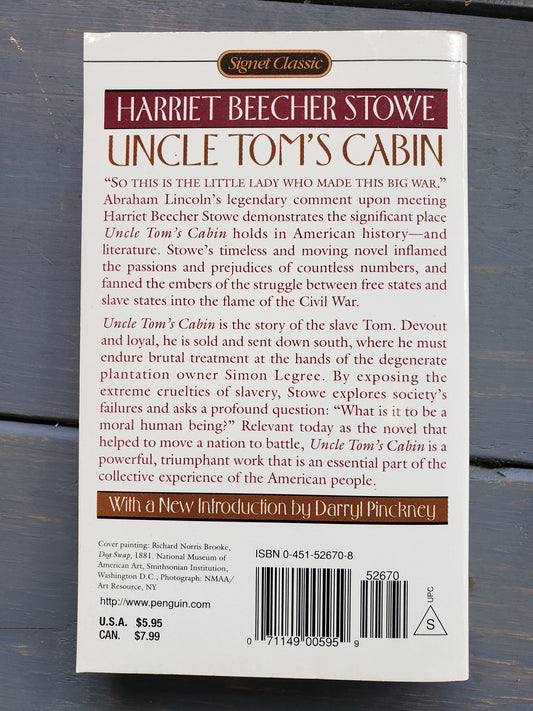 Signet Classic
HARRIET BEECHER STOWE
UNCLE TOM'S CABIN
"SO THIS IS THE LITTLE LADY WHO MADE THIS BIG WAR."
Abraham Lincoln's legendary comment upon meeting
Harriet Beecher Stowe demonstrates the significant place
Uncle Tom's Cabin holds in American history—and
literature. Stowe's timeless and moving novel inflamed
the passions and prejudices of countless numbers, and
fanned the embers of the struggle between free states and
slave states into the flame of the Civil War.
Uncle Tom's Cabin is the story of the slave Tom. Devout
and loyal, he is sold and sent down south, where he must
endure brutal treatment at the hands of the degenerate
plantation owner Simon Legree. By exposing the
extreme cruelties of slavery, Stowe explores society's
failures and asks a profound question: "What is it to be a
moral human being?" Relevant today as the novel that
helped to move a nation to battle, Uncle Tom's Cabin is a
powerful, triumphant work that is an essential part of the
collective experience of the American people.
With a New Introduction by Darryl Pinckney
Cover painting: Richard Norris Brooke,
Dog Swap, 1881. National Museum of
American Art, Smithsonian Institution,
Washington D.C., Photograph: NMAA/
Art Resource, NY
http://www.penguin.com
U.S.A. $5.95
CAN. $7.99
ISBN 0-451-52670-8
52670
0 71149 00595 9
UPC
S